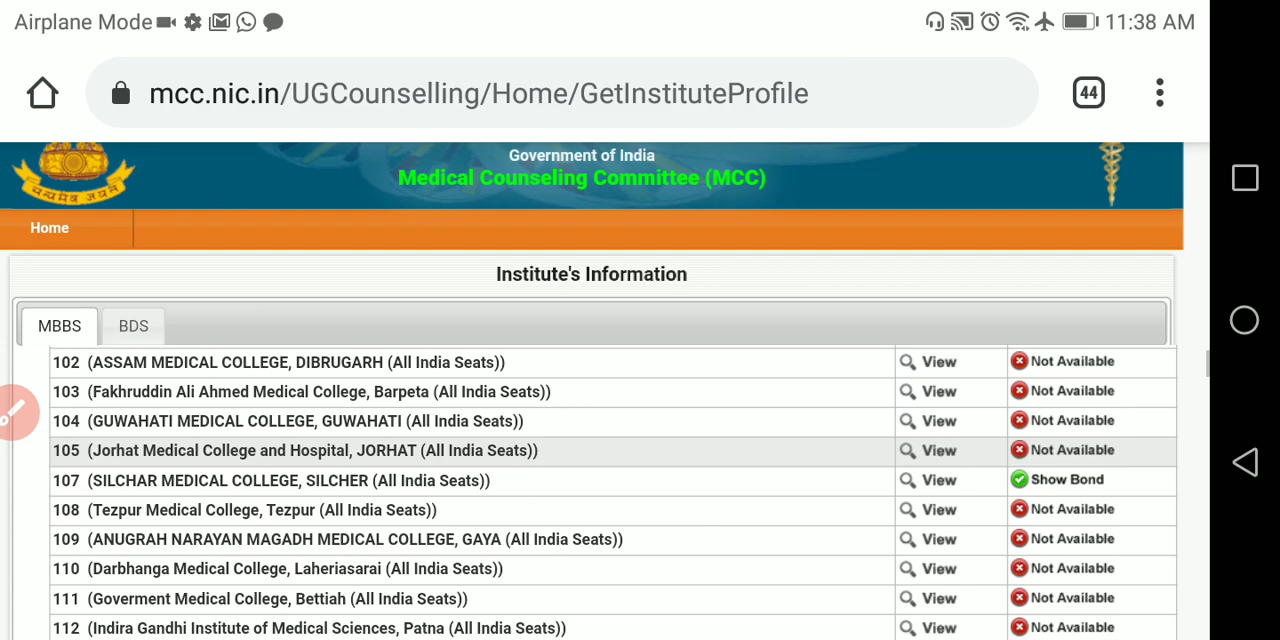 Airplane Mode 11:38 AM
mcc.nic.in/UGCounselling/Home/GetInstituteProfile 44
सत्यमेव जयते
Government of India
Medical Counseling Committee (MCC)
Home
Institute's Information
MBBS BDS
102 (ASSAM MEDICAL COLLEGE, DIBRUGARH (All India Seats)) View Not Available
103 (Fakhruddin Ali Ahmed Medical College, Barpeta (All India Seats)) View Not Available
104 (GUWAHATI MEDICAL COLLEGE, GUWAHATI (All India Seats)) View Not Available
105 (Jorhat Medical College and Hospital, JORHAT (All India Seats)) View Not Available
107 (SILCHAR MEDICAL COLLEGE, SILCHER (All India Seats)) View Show Bond
108 (Tezpur Medical College, Tezpur (All India Seats)) View Not Available
109 (ANUGRAH NARAYAN MAGADH MEDICAL COLLEGE, GAYA (All India Seats)) View Not Available
110 (Darbhanga Medical College, Laheriasarai (All India Seats)) View Not Available
111 (Goverment Medical College, Bettiah (All India Seats)) View Not Available
112 (Indira Gandhi Institute of Medical Sciences, Patna (All India Seats)) View Not Available